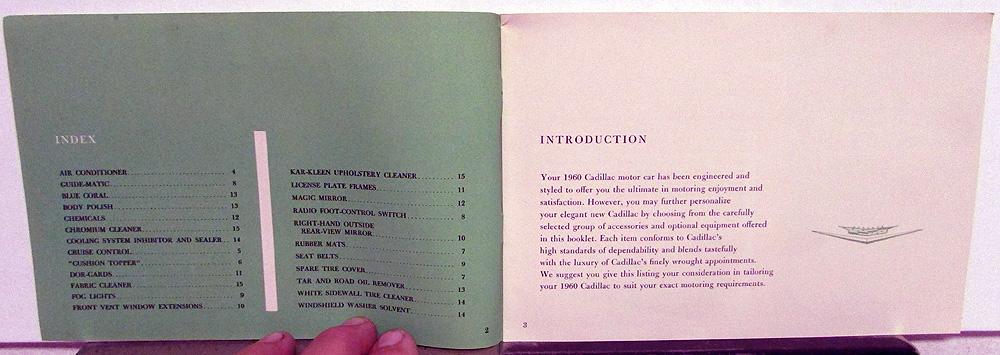 INDEX
AIR CONDITIONER 4
GUIDE-MATIC 8
BLUE CORAL 13
BODY POLISH 13
CHEMICALS 12
CHROMIUM CLEANER 15
COOLING SYSTEM INHIBITOR AND SEALER 14
CRUISE CONTROL 5
"CUSHION TOPPER" 6
DOR-GARDS 11
FABRIC CLEANER 15
FOG LIGHTS 9
FRONT VENT WINDOW EXTENSIONS 10
KAR-KLEEN UPHOLSTERY CLEANER 15
LICENSE PLATE FRAMES 11
MAGIC MIRROR 12
RADIO FOOT-CONTROL SWITCH 8
RIGHT-HAND OUTSIDE
REAR-VIEW MIRROR 10
RUBBER MATS 7
SEAT BELTS 9
SPARE TIRE COVER 7
TAR AND ROAD OIL REMOVER 13
WHITE SIDEWALL TIRE CLEANER 14
WINDSHIELD WASHER SOLVENT 14
2
INTRODUCTION
Your 1960 Cadillac motor car has been engineered and
styled to offer you the ultimate in motoring enjoyment and
satisfaction. However, you may further personalize
your elegant new Cadillac by choosing from the carefully
selected group of accessories and optional equipment offered
in this booklet. Each item conforms to Cadillac's
high standards of dependability and blends tastefully
with the luxury of Cadillac's finely wrought appointments.
We suggest you give this listing your consideration in tailoring
your 1960 Cadillac to suit your exact motoring requirements.
3